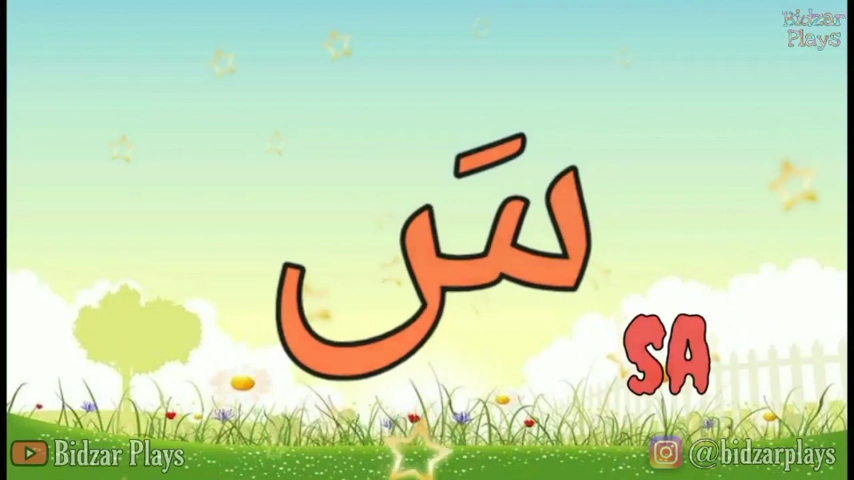 Bidzar
Plays
سَ
SA
Bidzar Plays
@bidzarplays